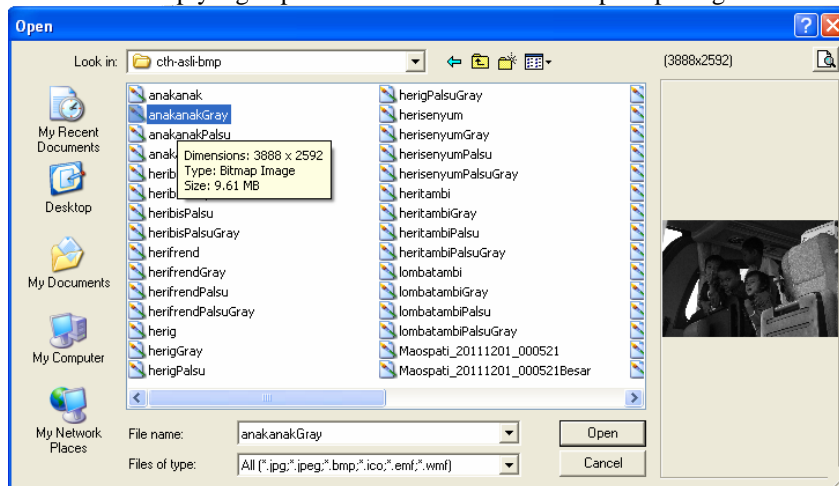 Open
Look in:
cth-asli-bmp
(3888x2592)
My Recent
Documents
Desktop
My Documents
My Computer
My Network
Places
anakanak
anakanakGray
anakanakPalsu
Dimensions: 3888 x 2592
Type: Bitmap Image
Size: 9.61 MB
heribisPalsu
heribisPalsuGray
herifrend
herifrendGray
herifrendPalsu
herifrendPalsuGray
herig
herigGray
herigPalsu
herigPalsuGray
herisenyum
herisenyumGray
herisenyumPalsu
herisenyumPalsuGray
heritambi
heritambiGray
heritambiPalsu
heritambiPalsuGray
lombatambi
lombatambiGray
lombatambiPalsu
lombatambiPalsuGray
Maospati_20111201_000521
Maospati_20111201_000521Besar
File name:
anakanakGray
Open
Files of type:
All (*.jpg;*.jpeg;*.bmp;*.ico;*.emf;*.wmf)
Cancel